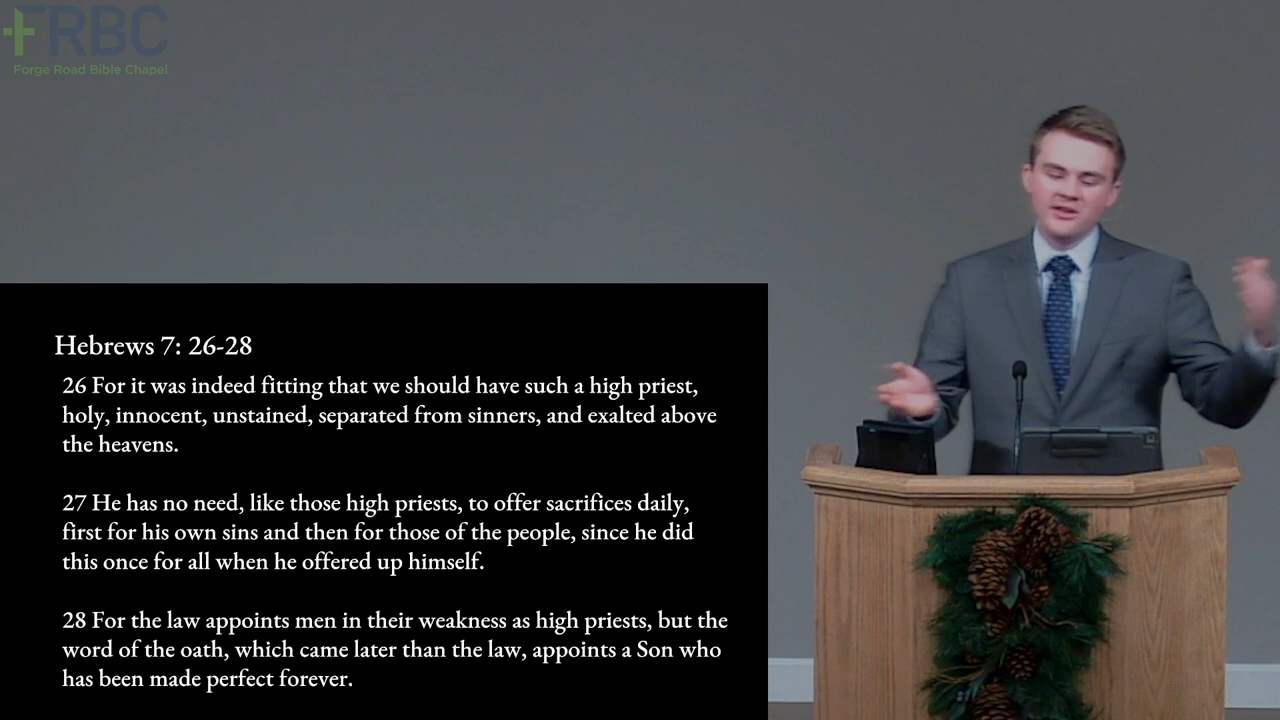 FRBC
Forge Road Bible Chapel
Hebrews 7: 26-28
26 For it was indeed fitting that we should have such a high priest,
holy, innocent, unstained, separated from sinners, and exalted above
the heavens.
27 He has no need, like those high priests, to offer sacrifices daily,
first for his own sins and then for those of the people, since he did
this once for all when he offered up himself.
28 For the law appoints men in their weakness as high priests, but the
word of the oath, which came later than the law, appoints a Son who
has been made perfect forever.